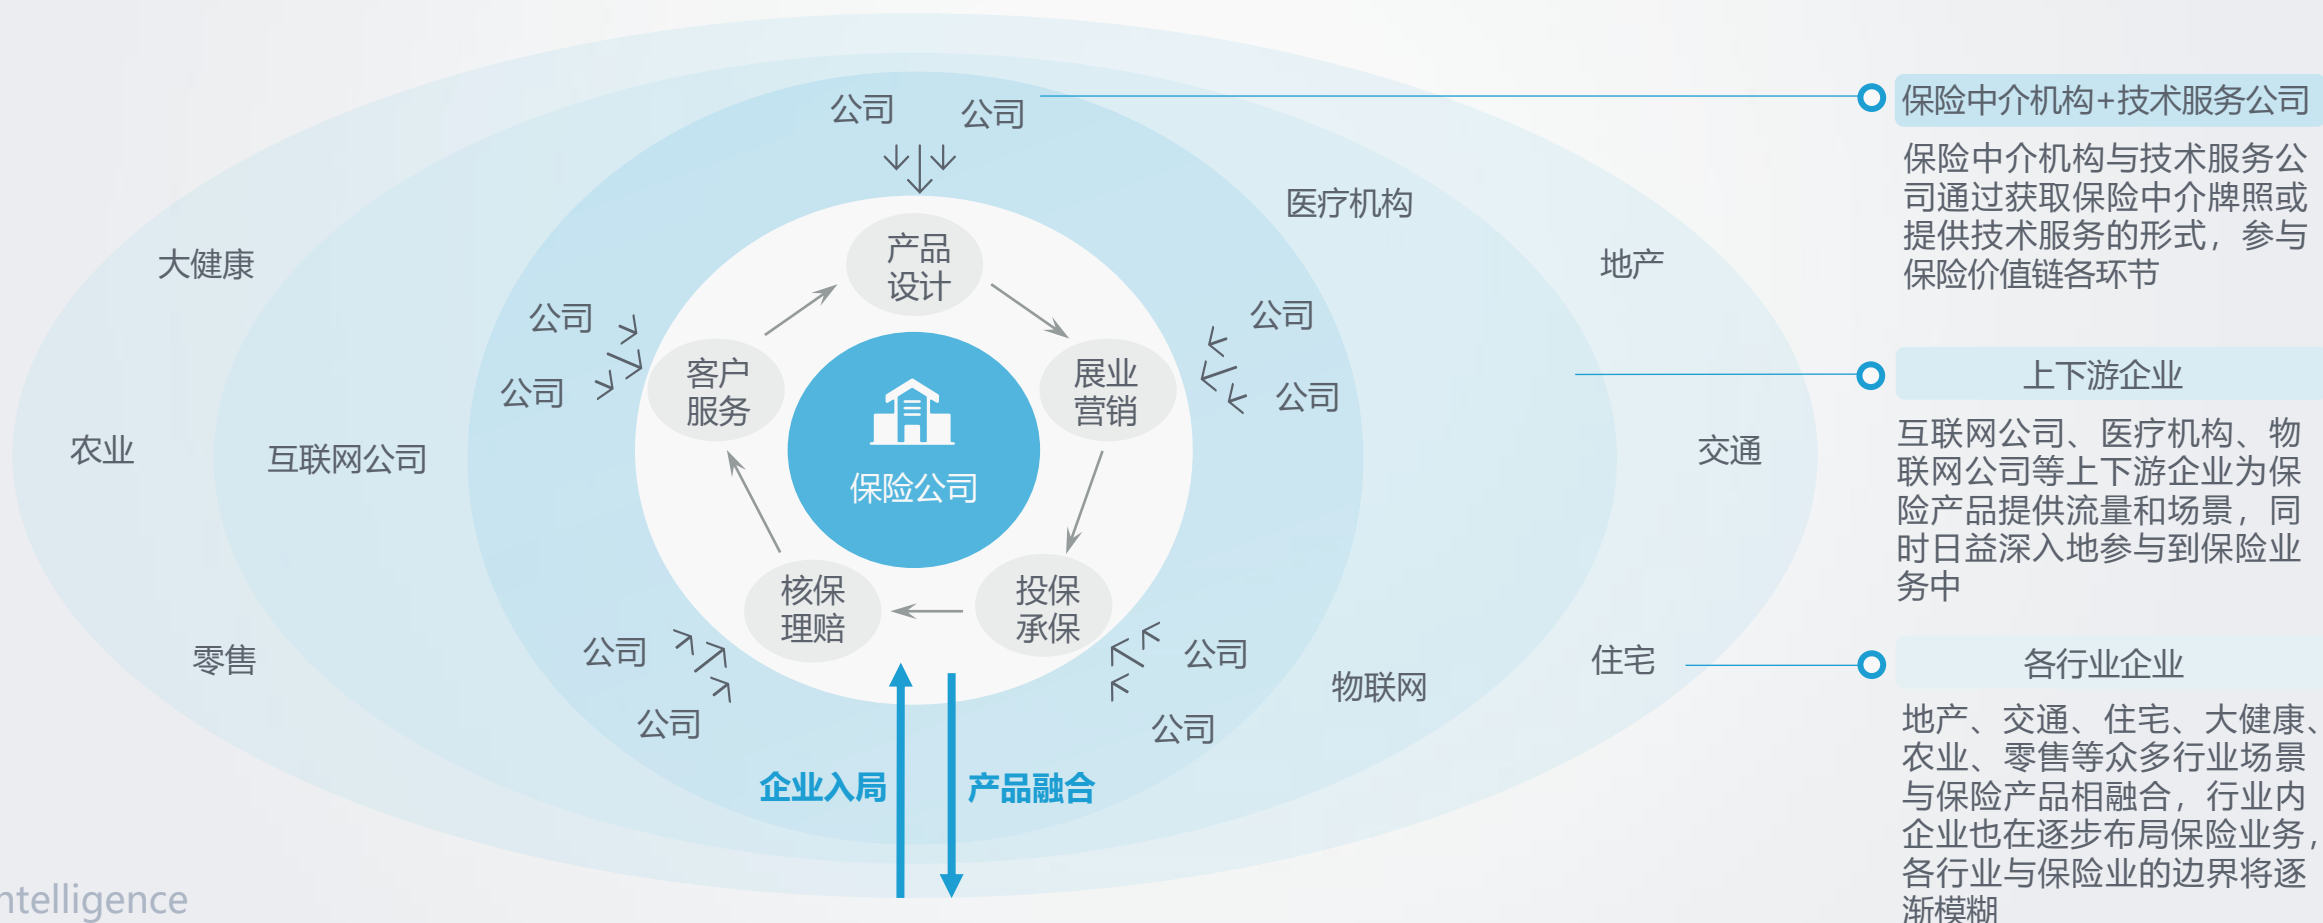 公司
公司
医疗机构
大健康
地产
产品
设计
公司
公司
公司
公司
客户
服务
展业
营销
农业
互联网公司
保险公司
交通
核保
理赔
投保
承保
公司
公司
公司
公司
零售
物联网
住宅
企业入局
产品融合
保险中介机构+技术服务公司
保险中介机构与技术服务公
司通过获取保险中介牌照或
提供技术服务的形式，参与
保险价值链各环节
上下游企业
互联网公司、医疗机构、物
联网公司等上下游企业为保
险产品提供流量和场景，同
时日益深入地参与到保险业
务中
各行业企业
地产、交通、住宅、大健康、
农业、零售等众多行业场景
与保险产品相融合，行业内
企业也在逐步布局保险业务，
各行业与保险业的边界将逐
渐模糊
ntelligence